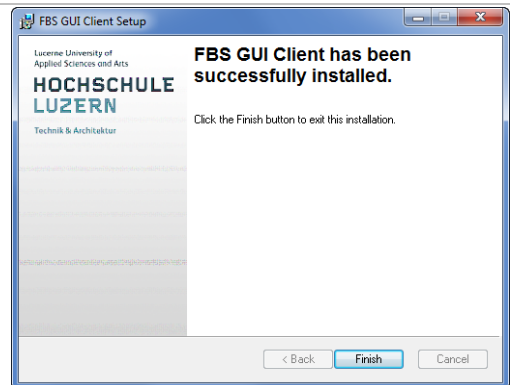 FBS GUI Client Setup
Lucerne University of
Applied Sciences and Arts
HOCHSCHULE
LUZERN
Technik & Architektur
FBS GUI Client has been
successfully installed.
Click the Finish button to exit this installation.
< Back
Finish
Cancel